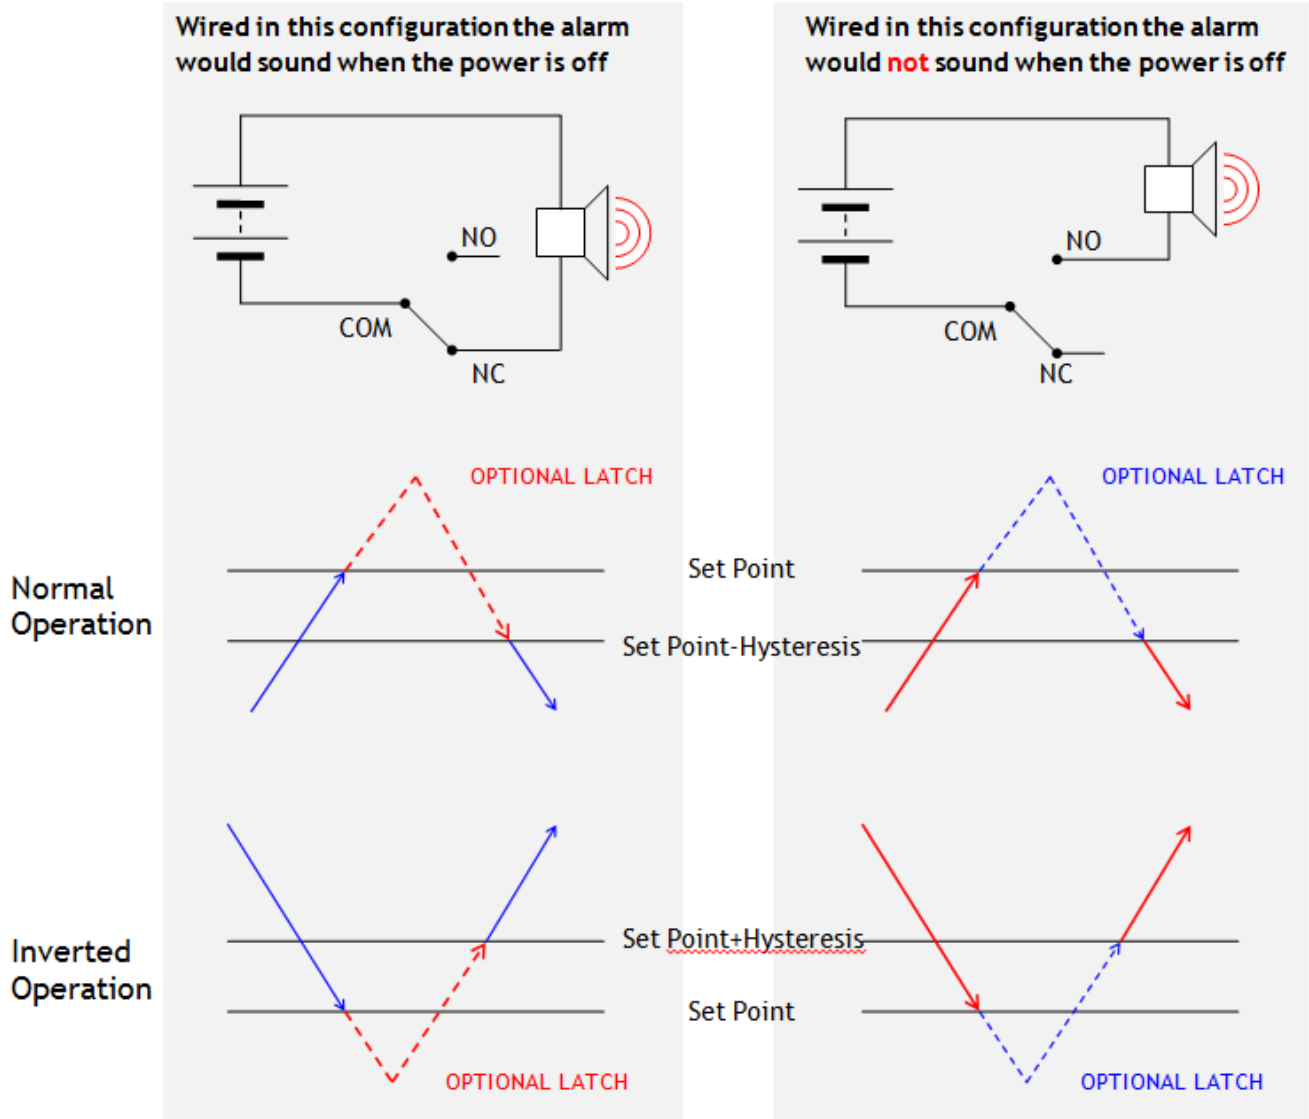 Wired in this configuration the alarm
would sound when the power is off
Wired in this configuration the alarm
would not sound when the power is off
NO
COM
NC
NO
COM
NC
OPTIONAL LATCH
OPTIONAL LATCH
Normal
Operation
Set Point
Set Point-Hysteresis
Inverted
Operation
Set Point+Hysteresis
Set Point
OPTIONAL LATCH
OPTIONAL LATCH